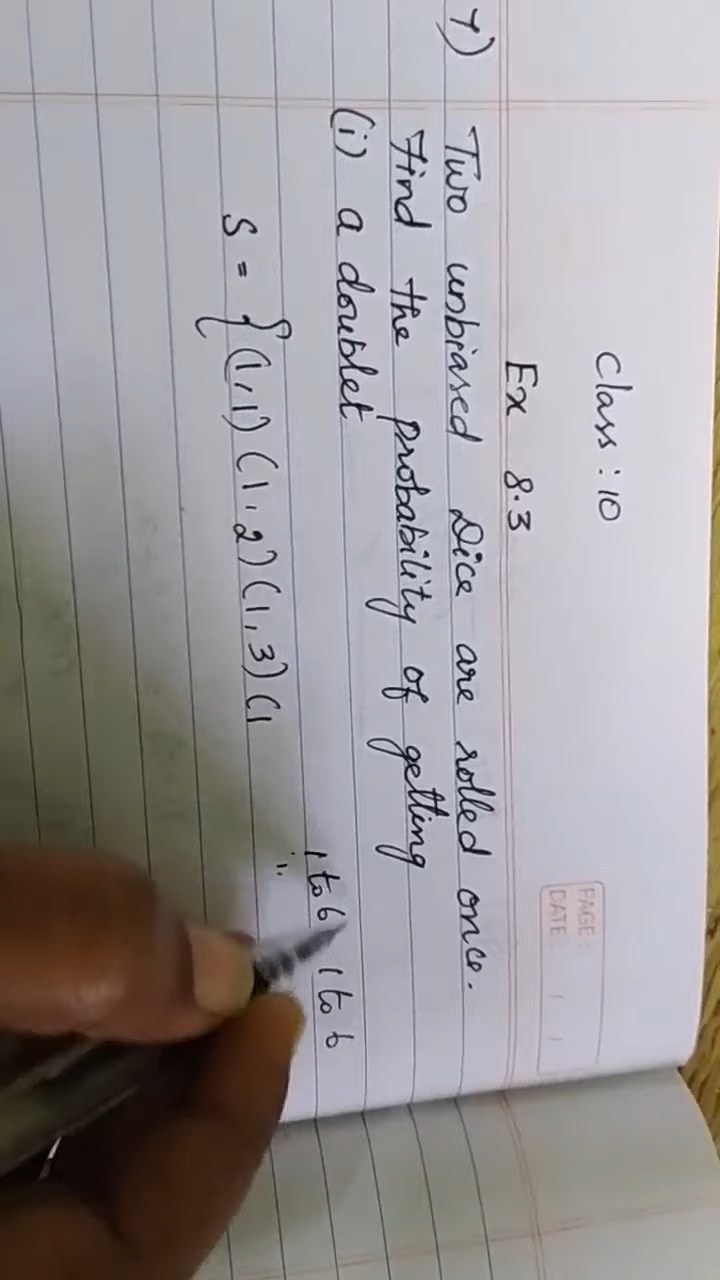 Class : 10
PAGE:
DATE: / /
Ex 8.3
7) Two unbiased Dice are rolled once.
Find the probability of getting
(i) a doublet
1 to 6 1 to 6
S = {(1,1) (1,2) (1,3) (1